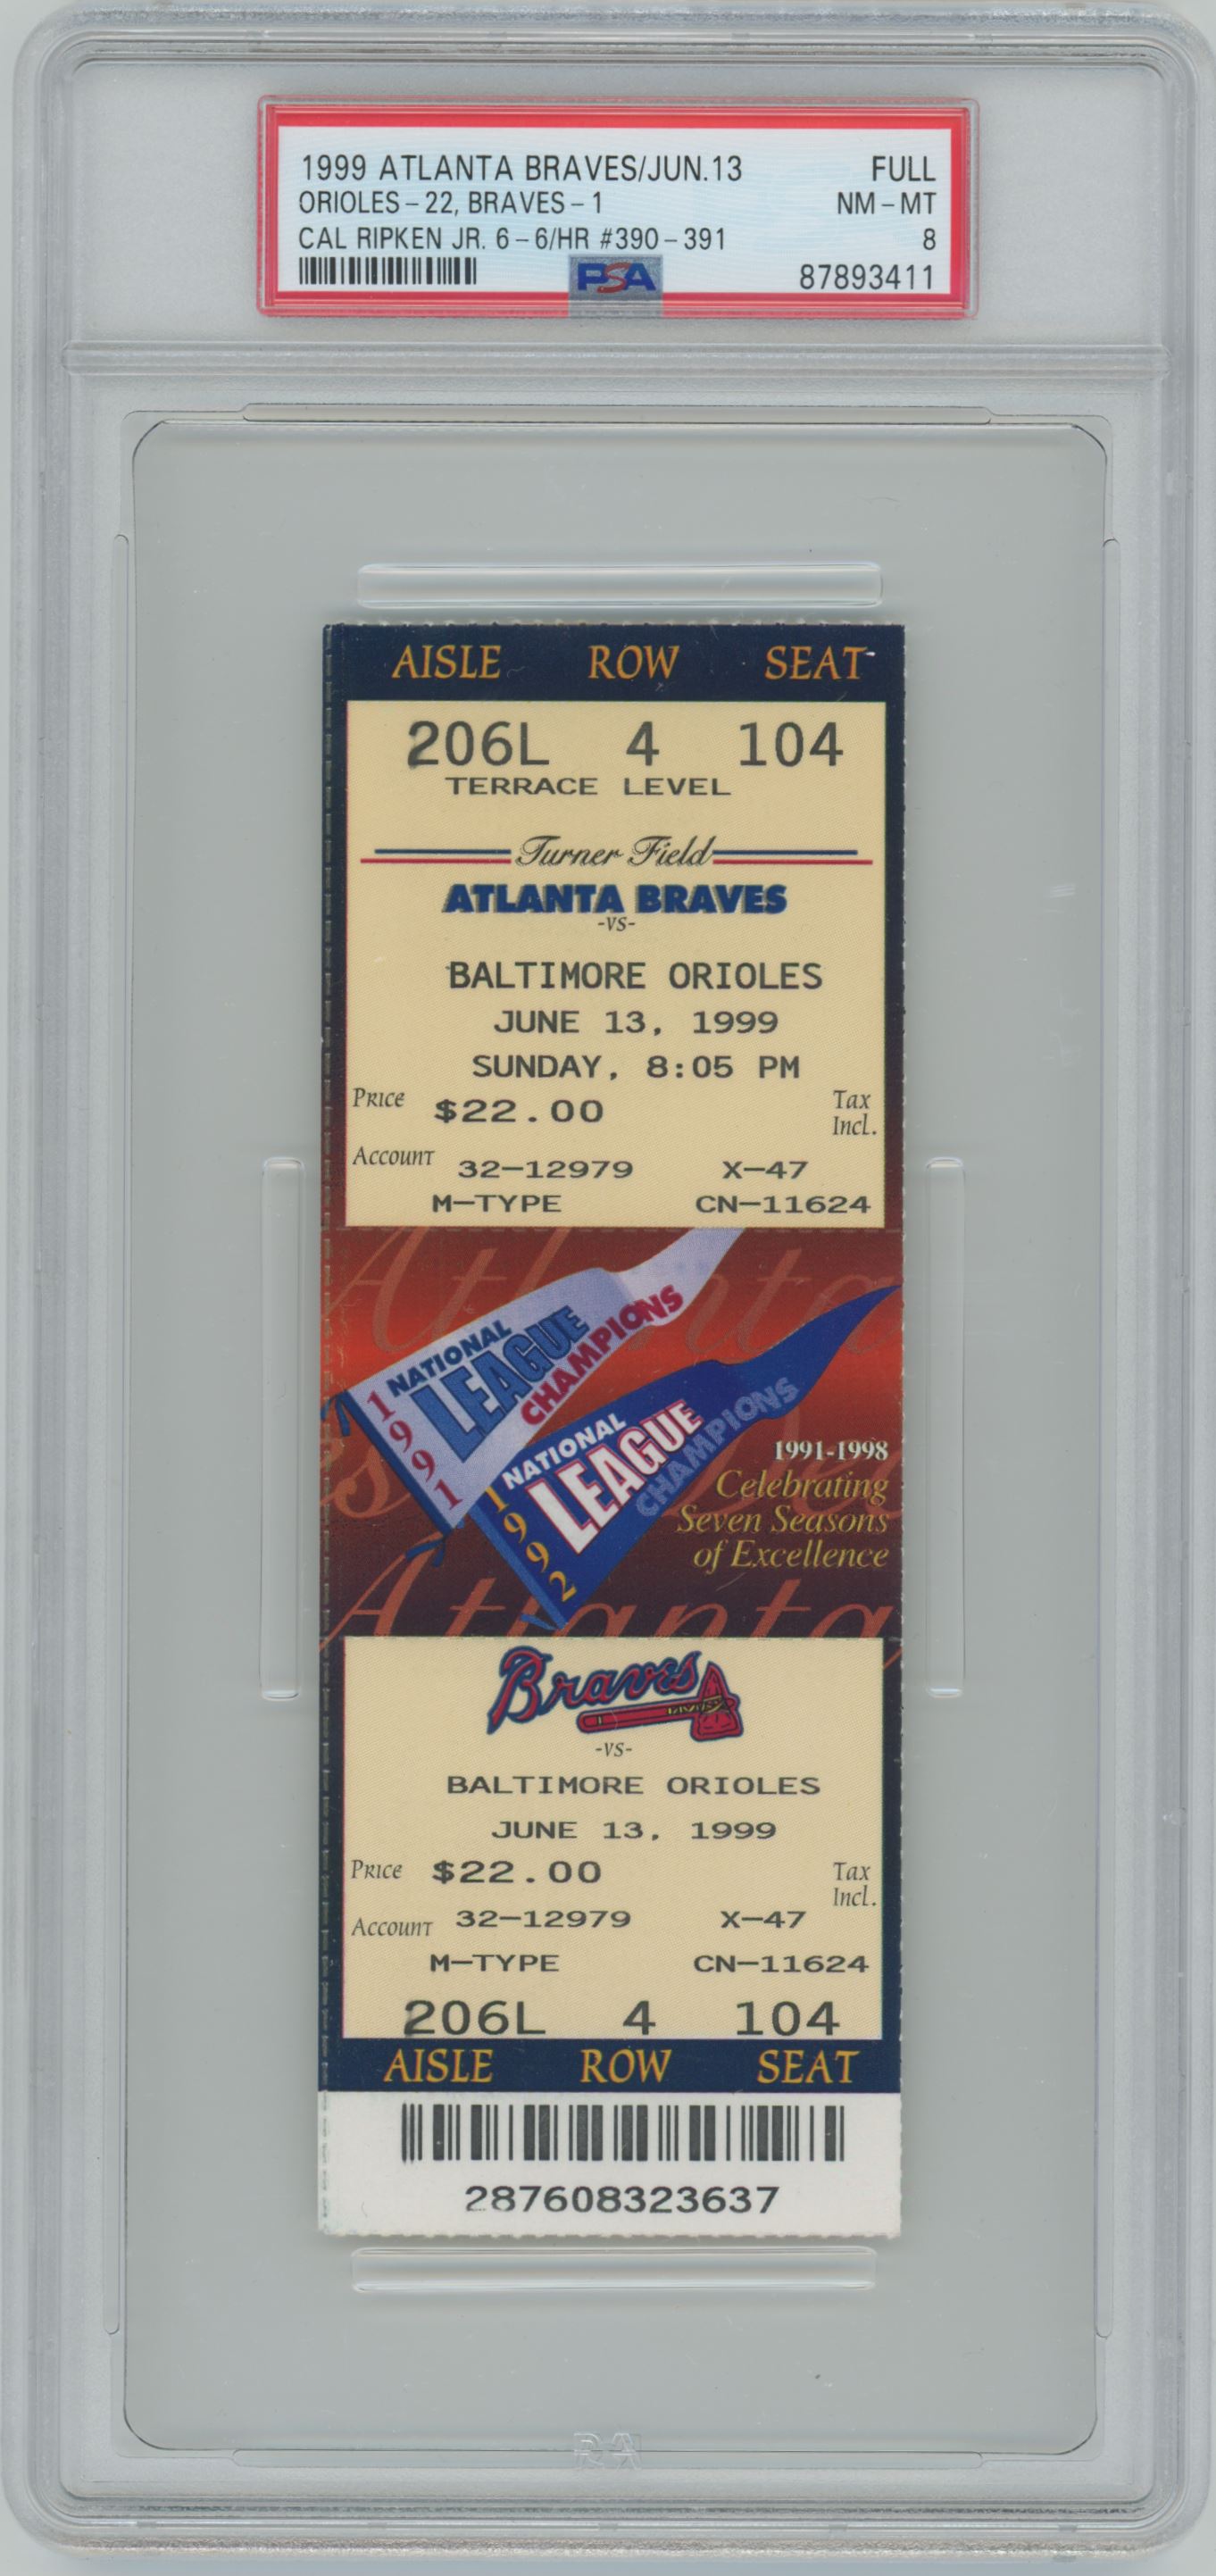 1999 ATLANTA BRAVES/JUN.13 FULL
ORIOLES-22, BRAVES-1 NM-MT
CAL RIPKEN JR. 6-6/HR #390-391 8
PSA 87893411
AISLE ROW SEAT
206L 4 104
TERRACE LEVEL
Turner Field
ATLANTA BRAVES
-VS-
BALTIMORE ORIOLES
JUNE 13, 1999
SUNDAY, 8:05 PM
PRICE $22.00 Tax
Incl.
ACCOUNT 32-12979 X-47
M-TYPE CN-11624
Atlanta
1991 NATIONAL LEAGUE CHAMPIONS
1992 NATIONAL LEAGUE CHAMPIONS
1991-1998
Celebrating
Seven Seasons
of Excellence
Atlanta
Braves
-VS-
BALTIMORE ORIOLES
JUNE 13, 1999
PRICE $22.00 Tax
Incl.
ACCOUNT 32-12979 X-47
M-TYPE CN-11624
206L 4 104
AISLE ROW SEAT
287608323637